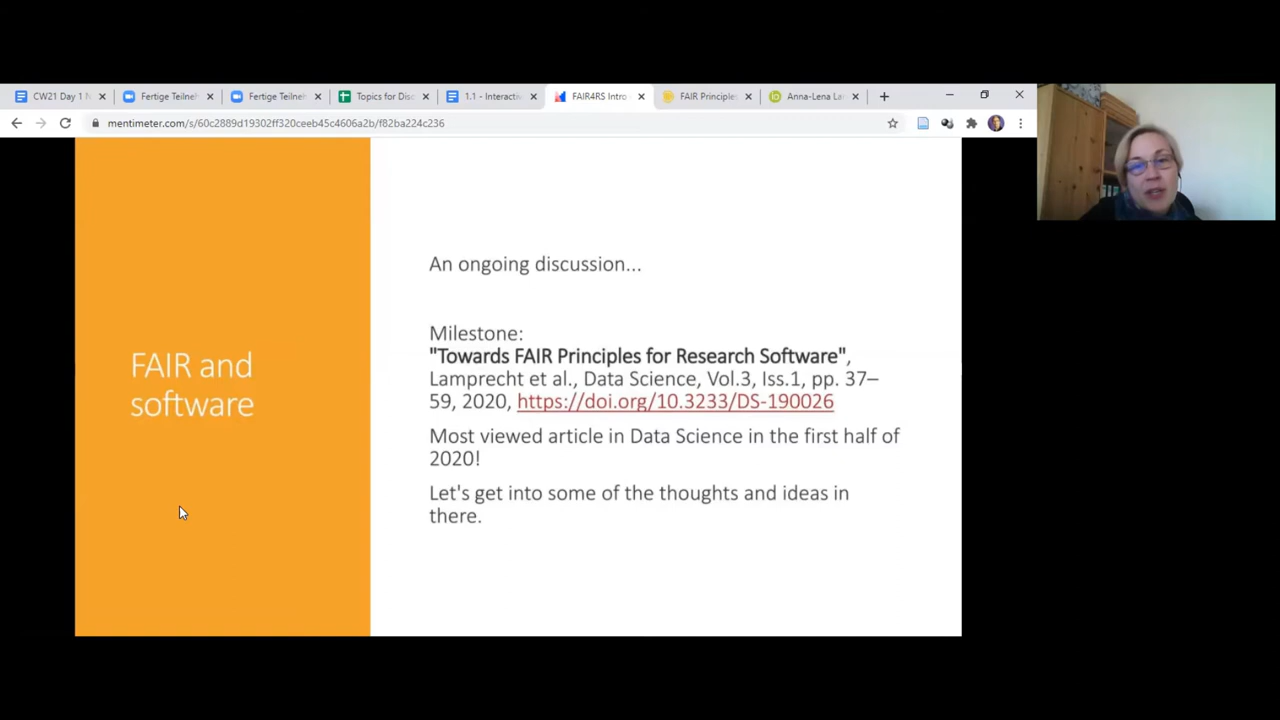 CW21 Day 1 N
Fertige Teilneh
Fertige Teilneh
Topics for Disc
1.1 - Interactiv
FAIR4RS Intro
FAIR Principles
Anna-Lena La
mentimeter.com/s/60c2889d19302ff320ceeb45c4606a2b/f82ba224c236
FAIR and
software
An ongoing discussion...
Milestone:
"Towards FAIR Principles for Research Software",
Lamprecht et al., Data Science, Vol.3, Iss.1, pp. 37–
59, 2020, https://doi.org/10.3233/DS-190026
Most viewed article in Data Science in the first half of
2020!
Let's get into some of the thoughts and ideas in
there.